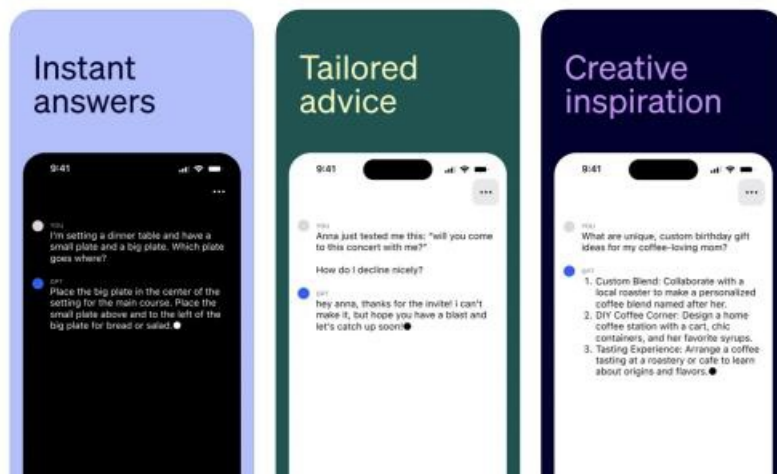 Instant
answers
9:41
YOU
I'm setting a dinner table and have a
small plate and a big plate. Which plate
goes where?
GPT
Place the big plate in the center of the
setting for the main course. Place the
small plate above and to the left of the
big plate for bread or salad.
Tailored
advice
9:41
YOU
Anna just tested me this: "will you come
to this concert with me?"
How do I decline nicely?
GPT
hey anna, thanks for the invite! i can't
make it, but hope you have a blast and
let's catch up soon!
Creative
inspiration
9:41
YOU
What are unique, custom birthday gift
ideas for my coffee-loving mom?
GPT
1. Custom Blend: Collaborate with a
local roaster to make a personalized
coffee blend named after her.
2. DIY Coffee Corner: Design a home
coffee station with a cart, chic
containers, and her favorite syrups.
3. Tasting Experience: Arrange a coffee
tasting at a roastery or cafe to learn
about origins and flavors.